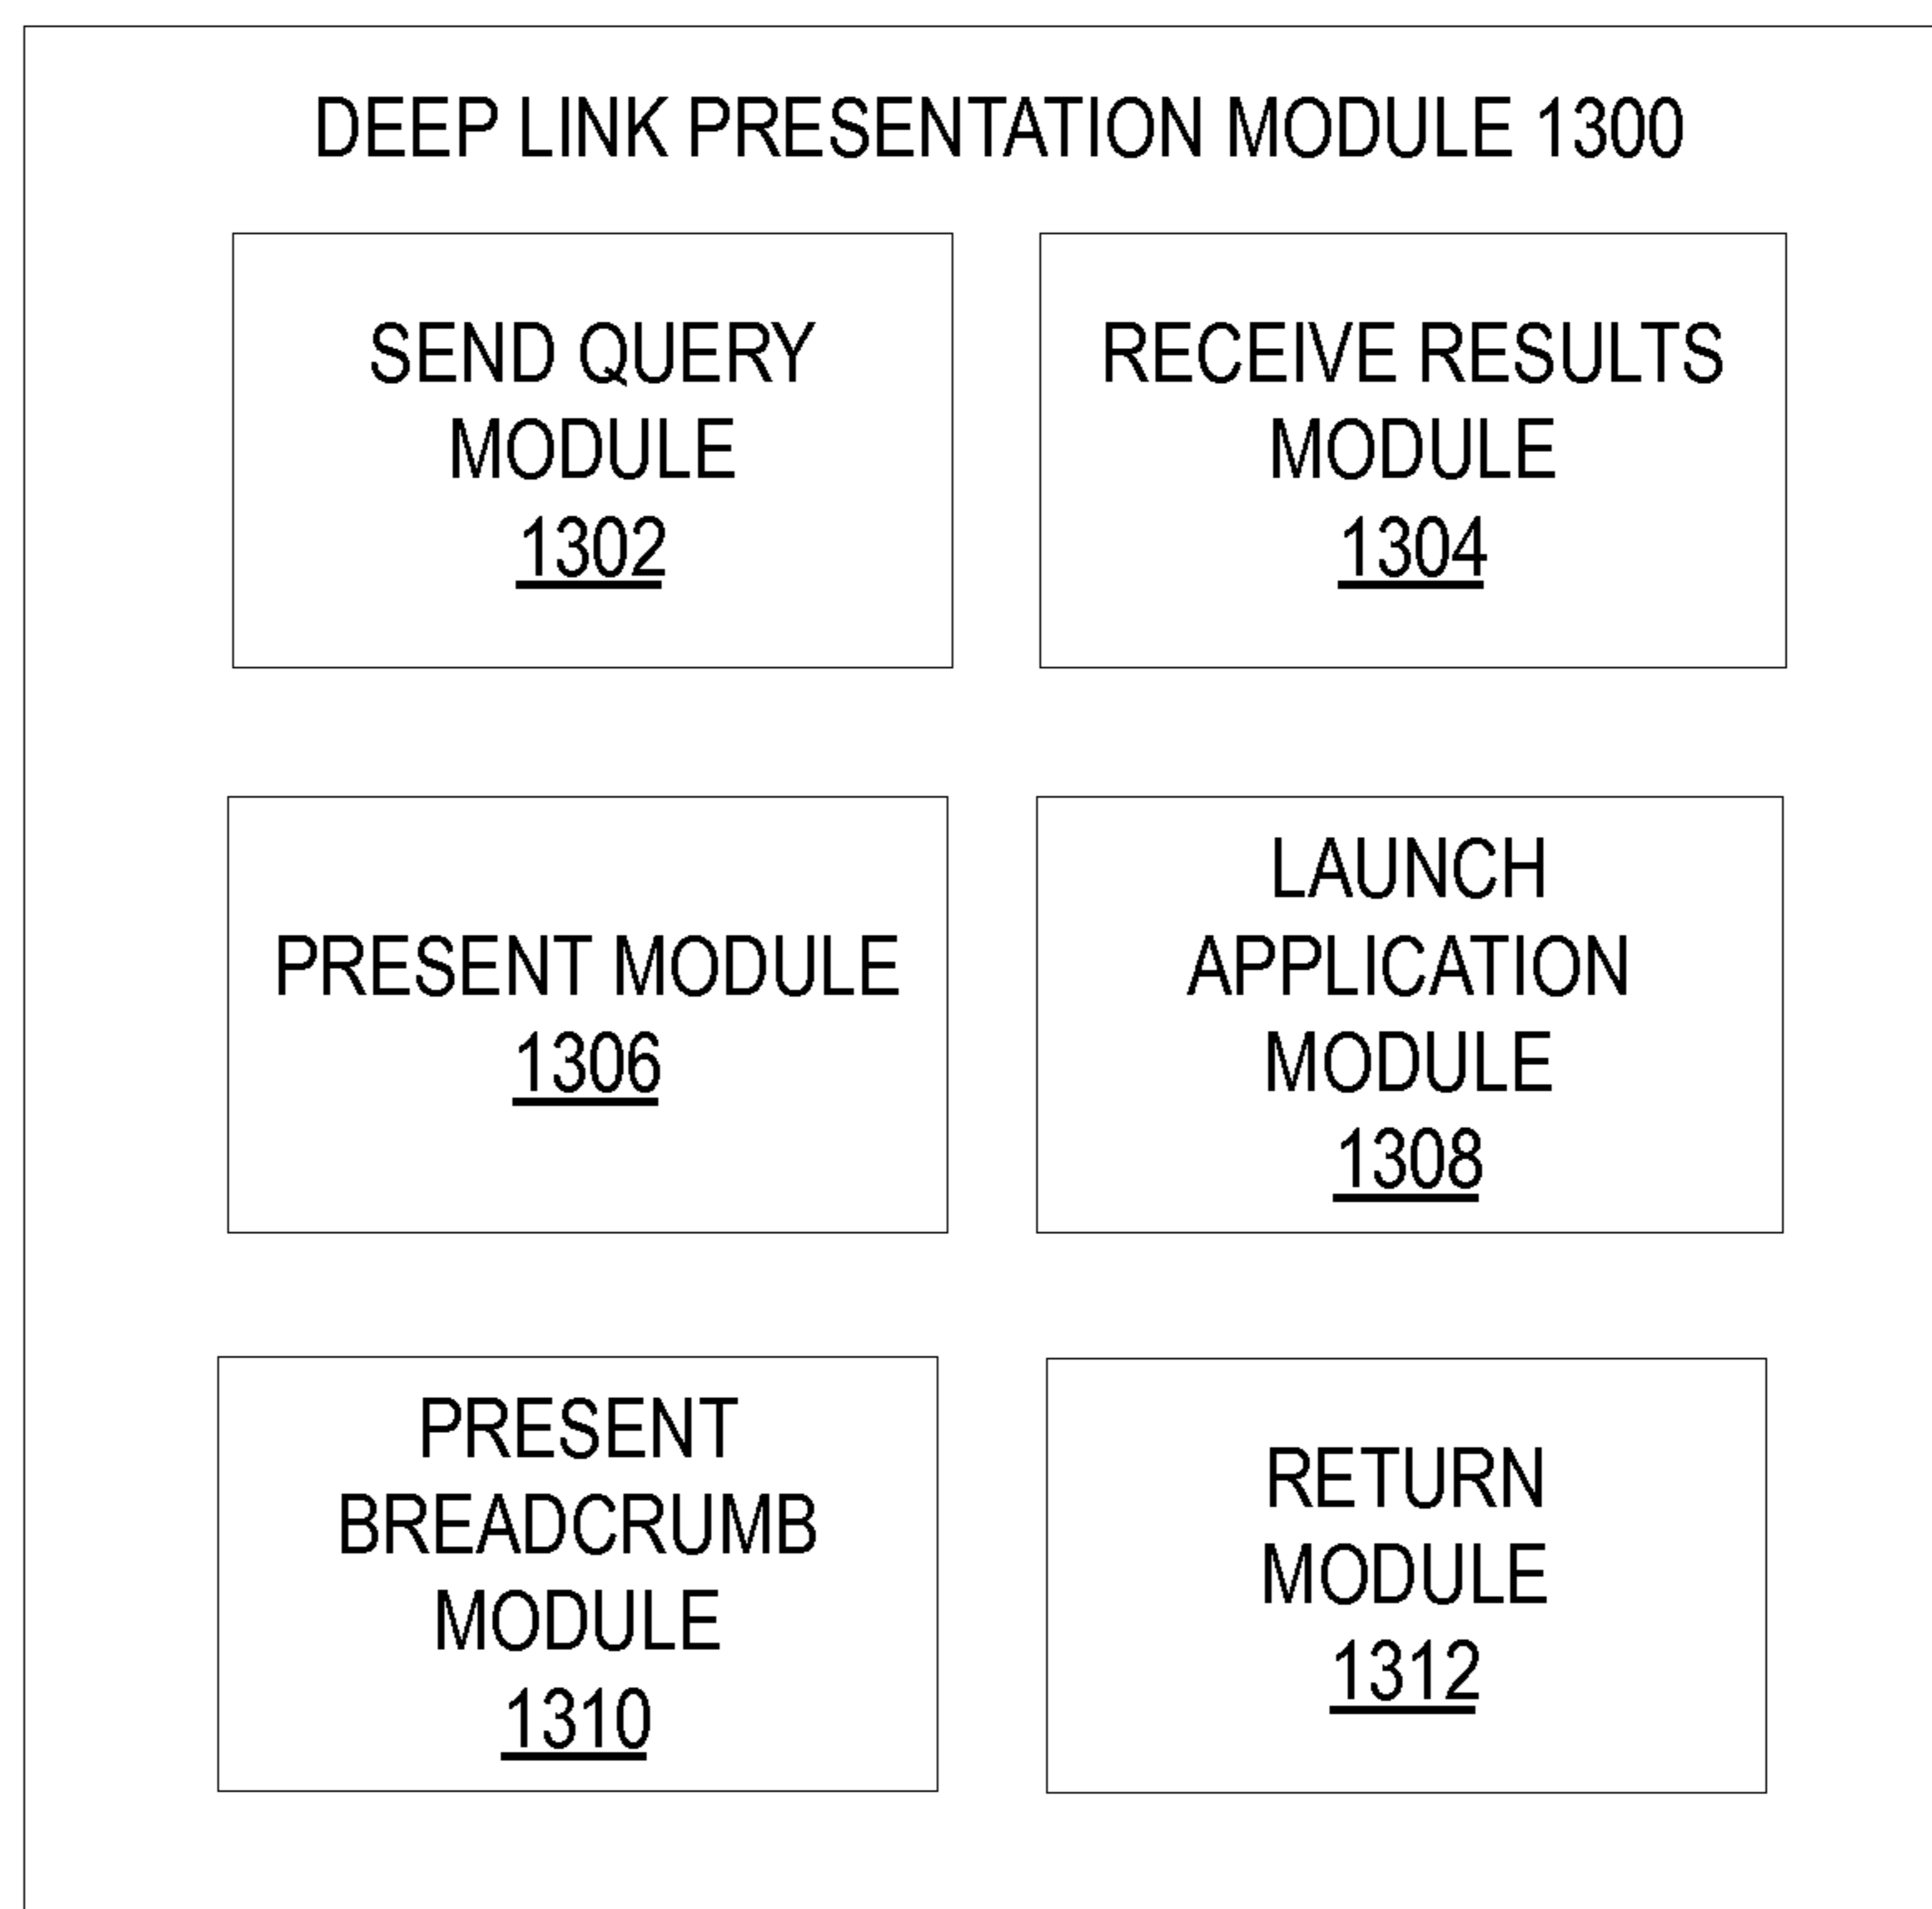 DEEP LINK PRESENTATION MODULE 1300
SEND QUERY
MODULE
1302
RECEIVE RESULTS
MODULE
1304
PRESENT MODULE
1306
LAUNCH
APPLICATION
MODULE
1308
PRESENT
BREADCRUMB
MODULE
1310
RETURN
MODULE
1312